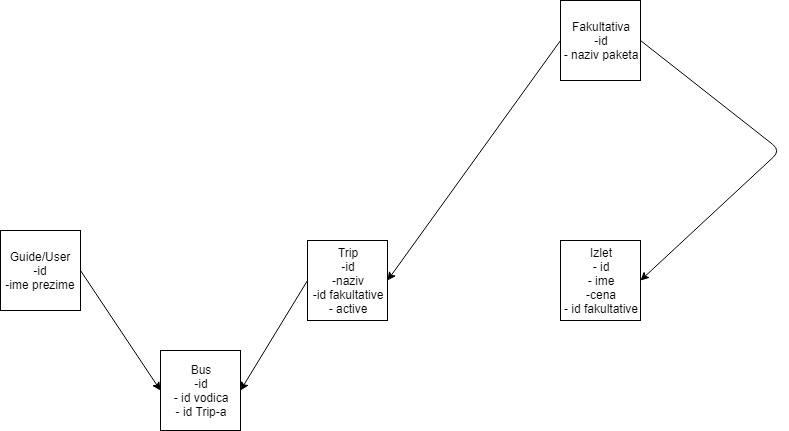 Fakultativa
-id
- naziv paketa
Guide/User
-id
-ime prezime
Trip
-id
-naziv
-id fakultative
- active
Izlet
- id
- ime
-cena
- id fakultative
Bus
-id
- id vodica
- id Trip-a